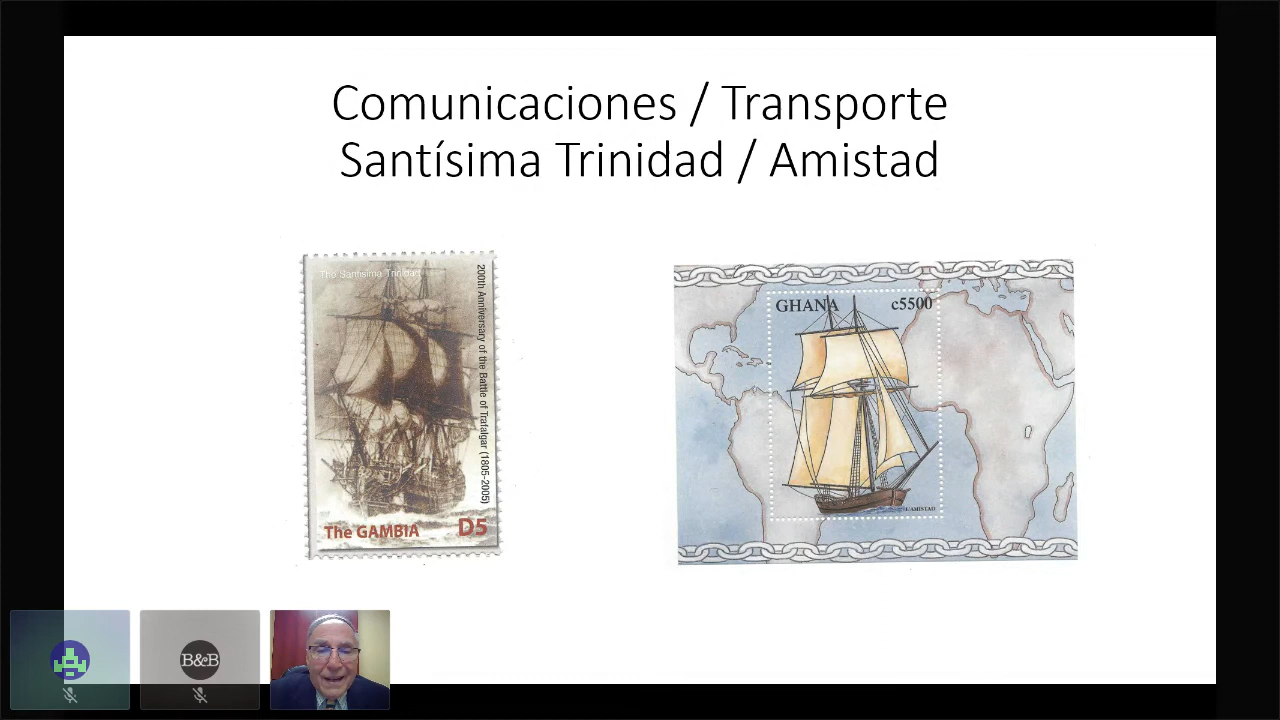 Comunicaciones / Transporte
Santísima Trinidad / Amistad
The Santisima Trinidad
200th Anniversary of the Battle of Trafalgar (1805-2005)
The GAMBIA
D5
GHANA
c5500
L'AMISTAD
B&B